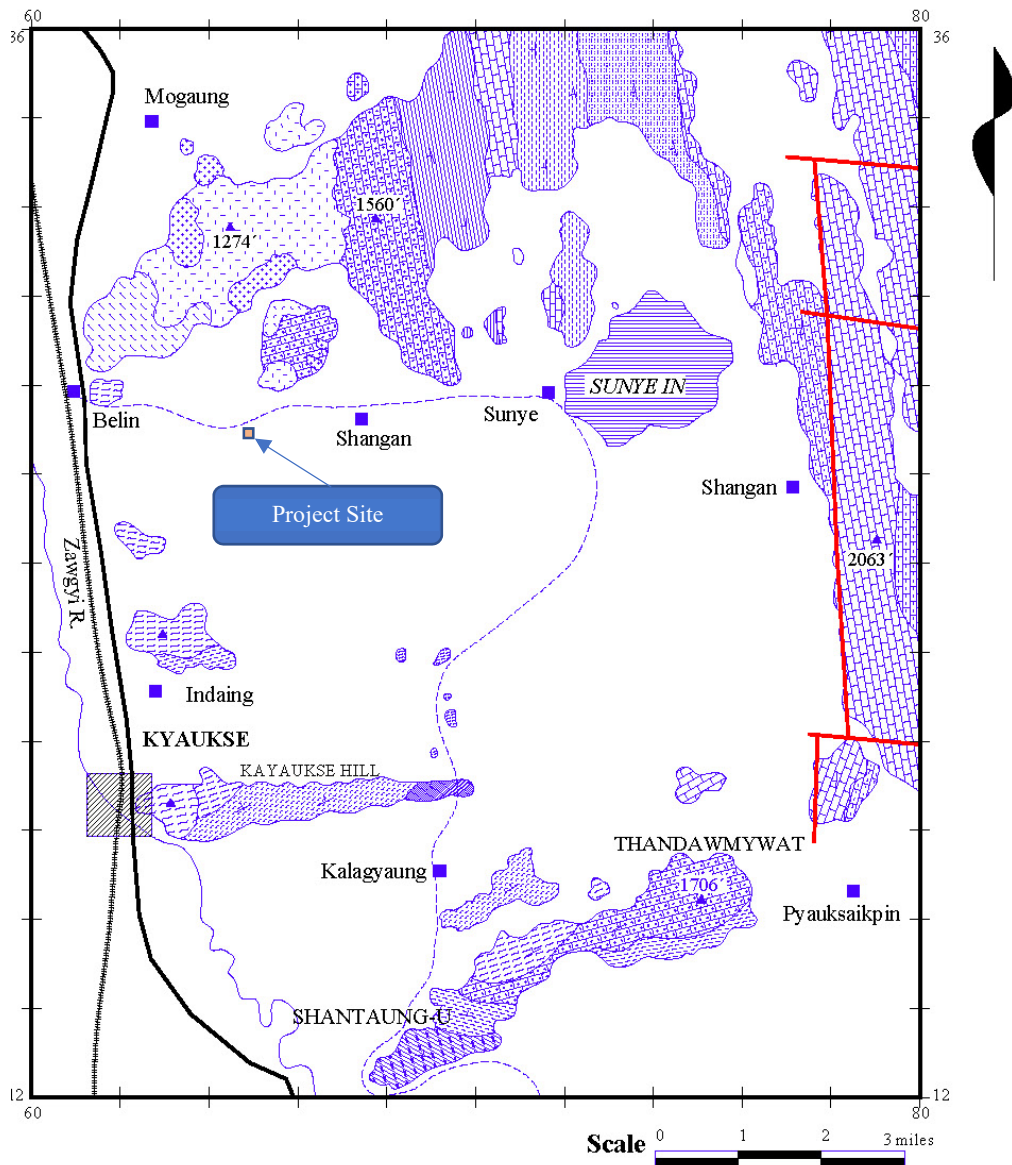 60
80
36
36
Mogaung
1560´
1274´
SUNYE IN
Belin
Sunye
Shangan
Shangan
Project Site
2063´
Zawgyi R.
Indaing
KYAUKSE
KAYAUKSE HILL
THANDAWMYWAT
Kalagyaung
1706´
Pyauksaikpin
SHANTAUNG-U
12
12
60
80
Scale
0 1 2 3 miles